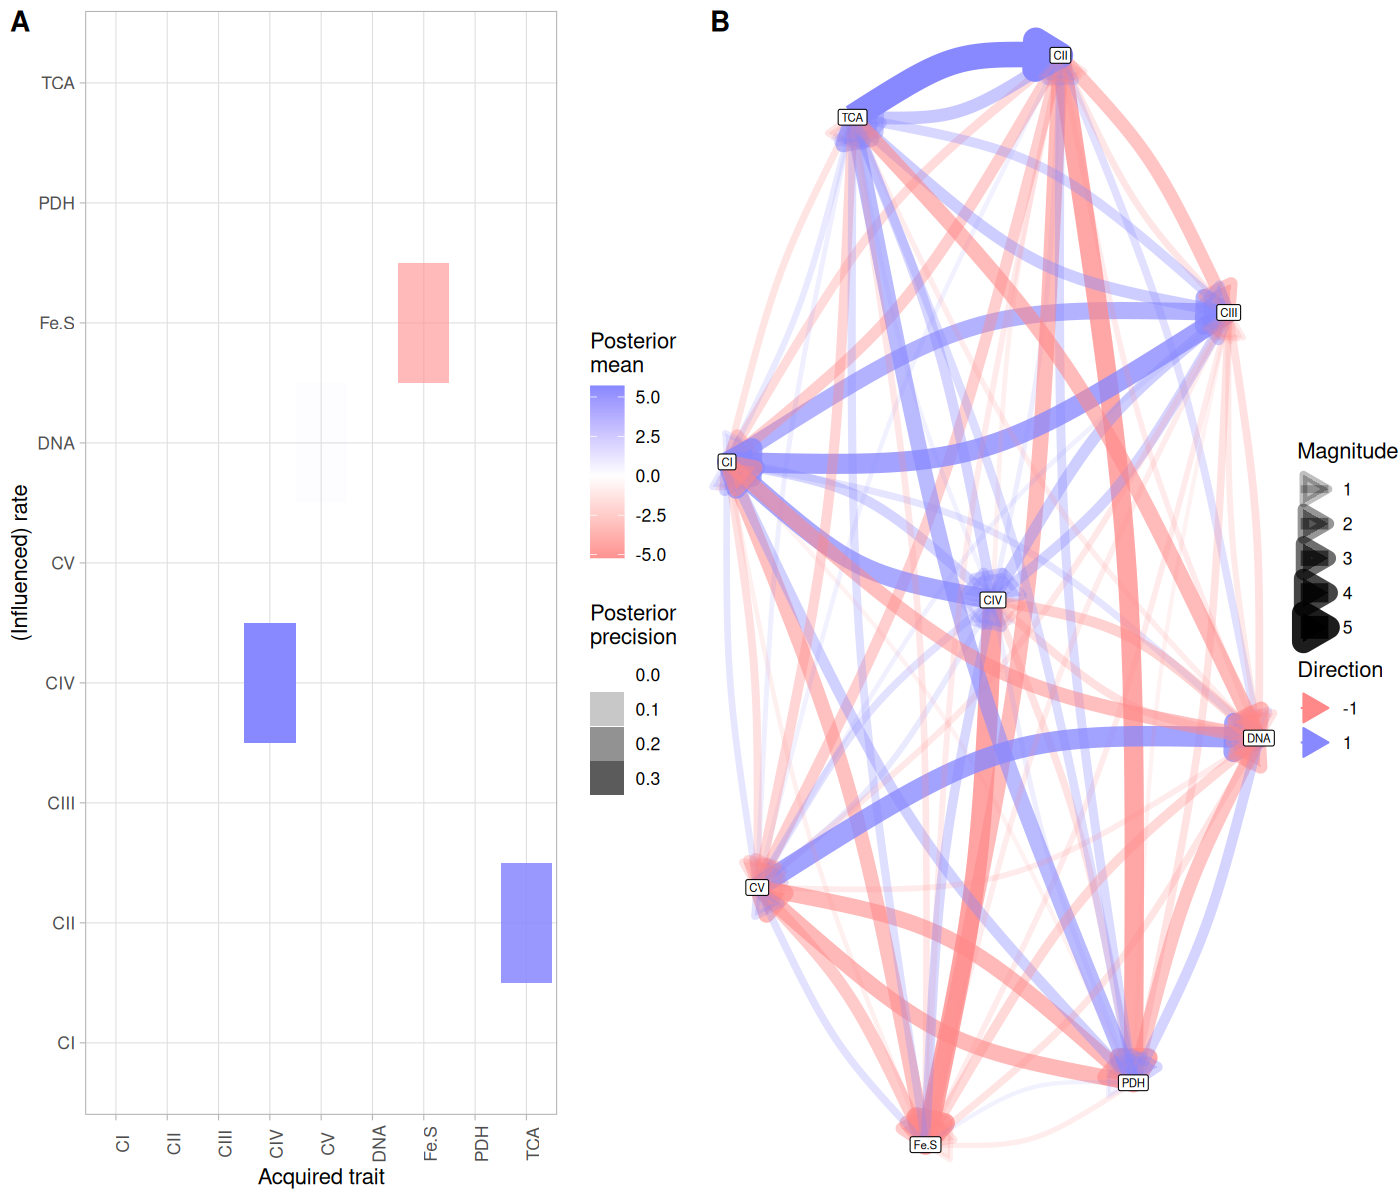 A
TCA
PDH
Fe.S
DNA
CV
CIV
CIII
CII
CI
(Influenced) rate
CI
CII
CIII
CIV
CV
DNA
Fe.S
PDH
TCA
Acquired trait
Posterior
mean
5.0
2.5
0.0
-2.5
-5.0
Posterior
precision
0.0
0.1
0.2
0.3
B
CII
TCA
CIII
CI
CIV
DNA
CV
PDH
Fe.S
Magnitude
1
2
3
4
5
Direction
-1
1